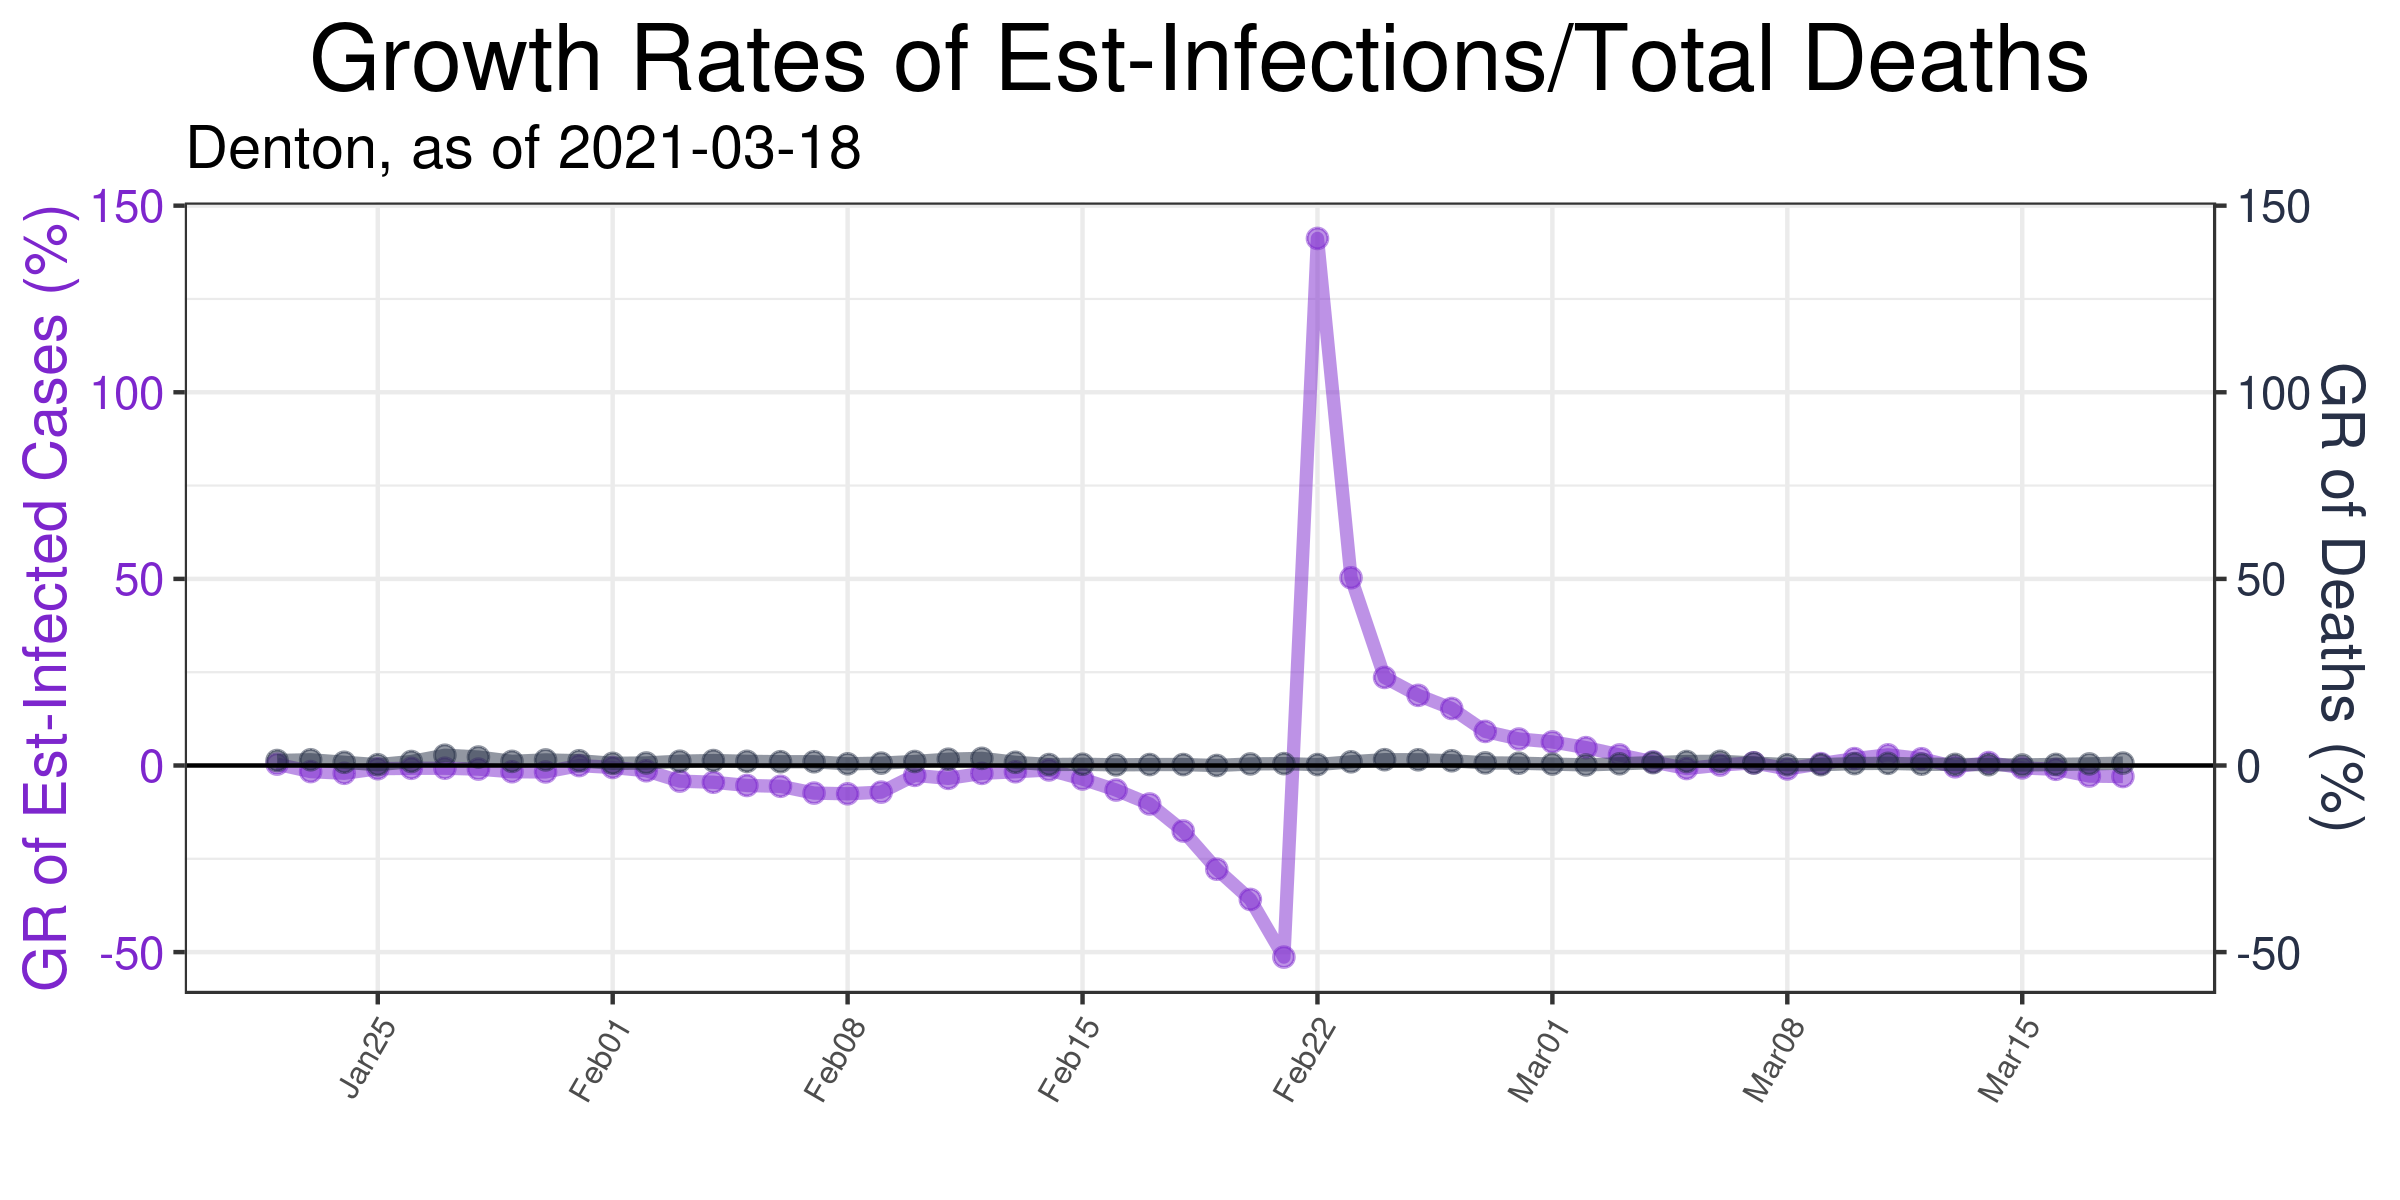 Growth Rates of Est-Infections/Total Deaths
Denton, as of 2021-03-18
GR of Est-Infected Cases (%)
150
100
50
0
-50
150
100
50
0
-50
GR of Deaths (%)
Jan25
Feb01
Feb08
Feb15
Feb22
Mar01
Mar08
Mar15